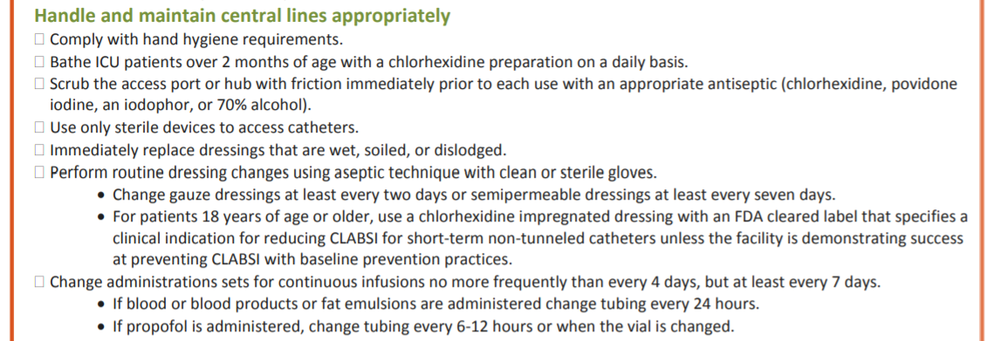 Handle and maintain central lines appropriately
☐ Comply with hand hygiene requirements.
☐ Bathe ICU patients over 2 months of age with a chlorhexidine preparation on a daily basis.
☐ Scrub the access port or hub with friction immediately prior to each use with an appropriate antiseptic (chlorhexidine, povidone
iodine, an iodophor, or 70% alcohol).
☐ Use only sterile devices to access catheters.
☐ Immediately replace dressings that are wet, soiled, or dislodged.
☐ Perform routine dressing changes using aseptic technique with clean or sterile gloves.
• Change gauze dressings at least every two days or semipermeable dressings at least every seven days.
• For patients 18 years of age or older, use a chlorhexidine impregnated dressing with an FDA cleared label that specifies a
clinical indication for reducing CLABSI for short-term non-tunneled catheters unless the facility is demonstrating success
at preventing CLABSI with baseline prevention practices.
☐ Change administrations sets for continuous infusions no more frequently than every 4 days, but at least every 7 days.
• If blood or blood products or fat emulsions are administered change tubing every 24 hours.
• If propofol is administered, change tubing every 6-12 hours or when the vial is changed.